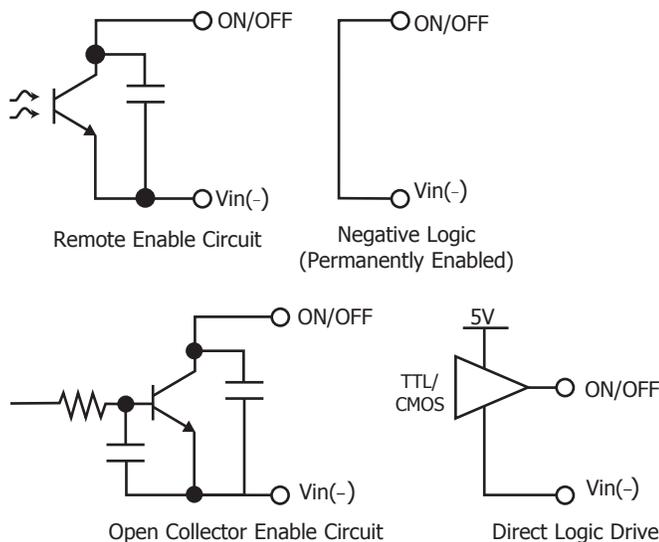 ON/OFF
Vin(–)
Remote Enable Circuit
ON/OFF
Vin(–)
Negative Logic
(Permanently Enabled)
ON/OFF
Vin(–)
Open Collector Enable Circuit
5V
TTL/
CMOS
ON/OFF
Vin(–)
Direct Logic Drive